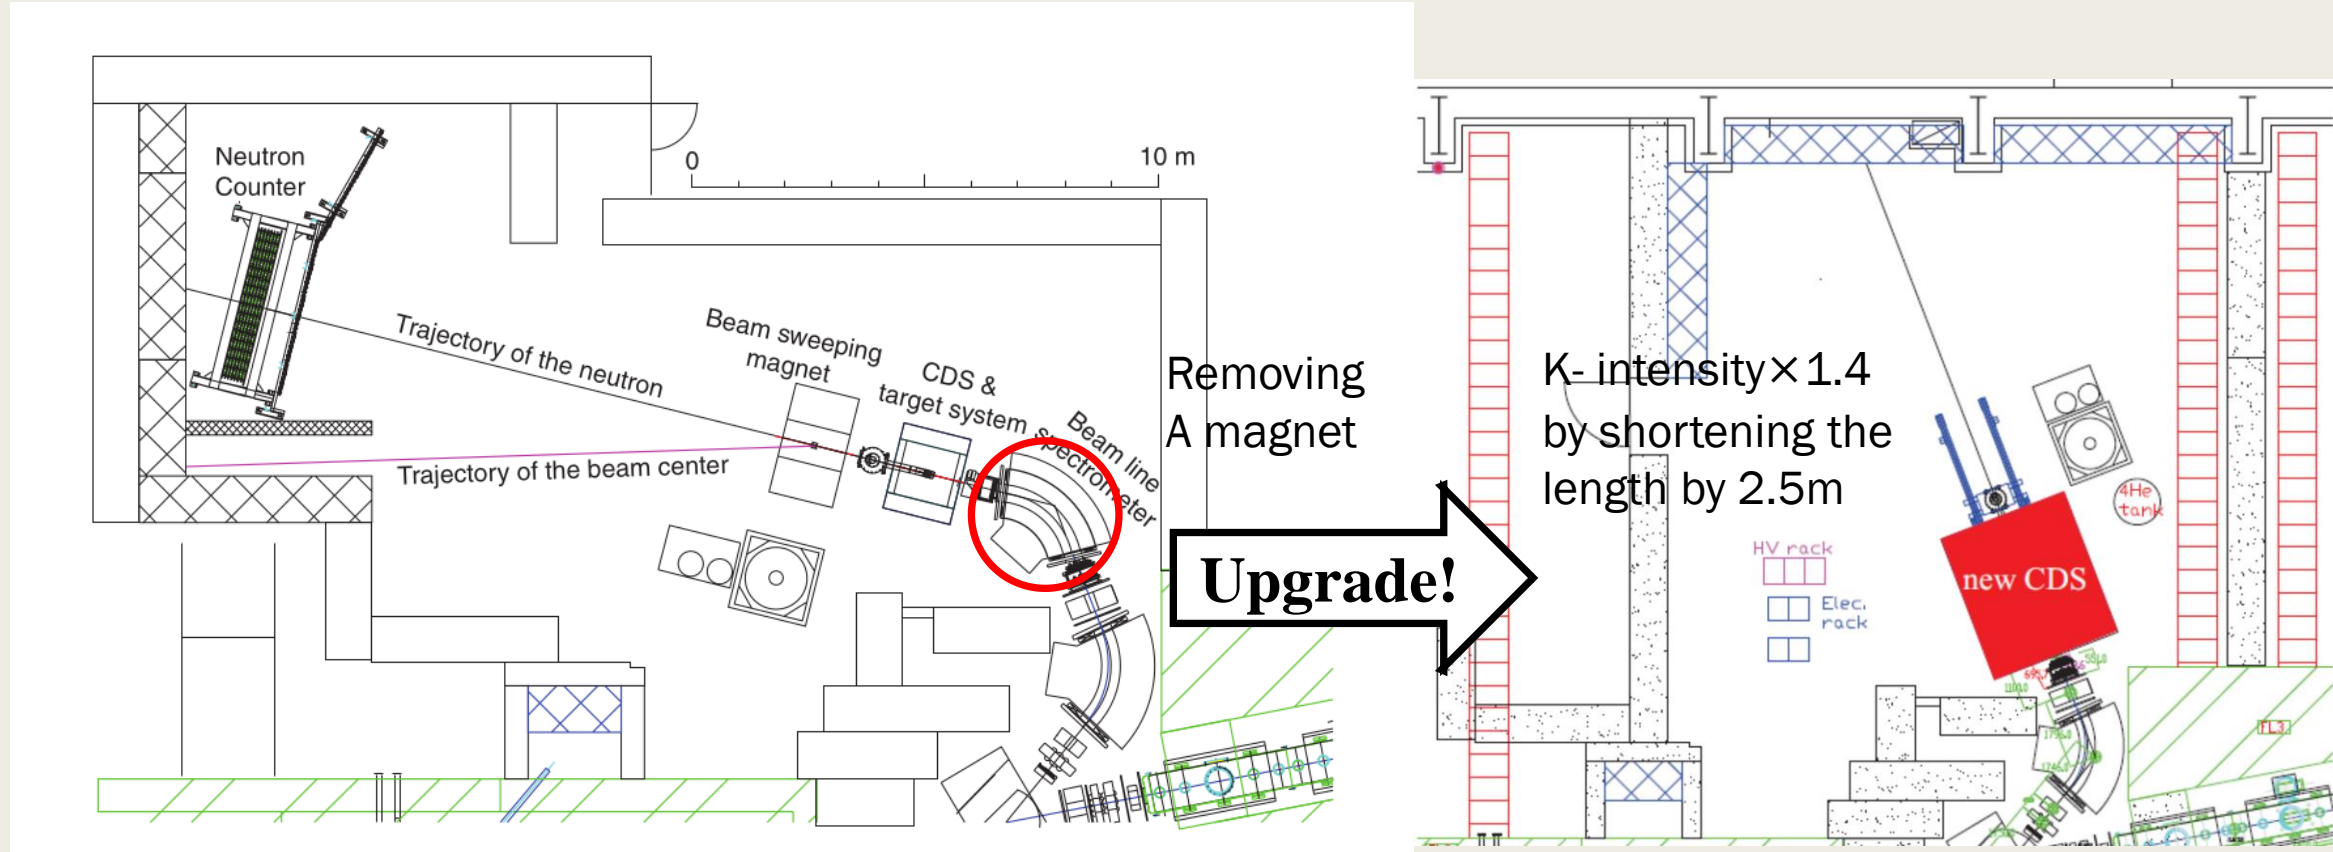 Neutron
Counter
0
10 m
Trajectory of the neutron
Beam sweeping
magnet
CDS &
target system
Beam line
spectrometer
Trajectory of the beam center
Removing
A magnet
Upgrade!
K- intensity×1.4
by shortening the
length by 2.5m
4He
tank
HV rack
Elec.
rack
new CDS
FL3